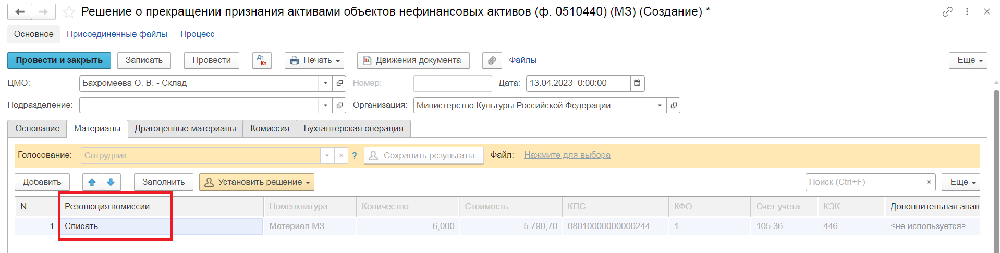 Решение о прекращении признания активами объектов нефинансовых активов (ф. 0510440) (МЗ) (Создание) *
Основное Присоединенные файлы Процесс
Провести и закрыть Записать Провести Дт Кт Печать Движения документа Файлы Еще
ЦМО: Бахромеева О. В. - Склад Номер: Дата: 13.04.2023 0:00:00
Подразделение: Организация: Министерство Культуры Российской Федерации
Основание Материалы Драгоценные материалы Комиссия Бухгалтерская операция
Голосование: Сотрудник ? Сохранить результаты Файл: Нажмите для выбора
Добавить Заполнить Установить решение Поиск (Ctrl+F) × Еще
N Резолюция комиссии Номенклатура Количество Стоимость КПС КФО Счет учета КЭК Дополнительная анал
1 Списать Материал МЗ 6,000 5 790,70 08010000000000244 1 105.36 446 <не используется>